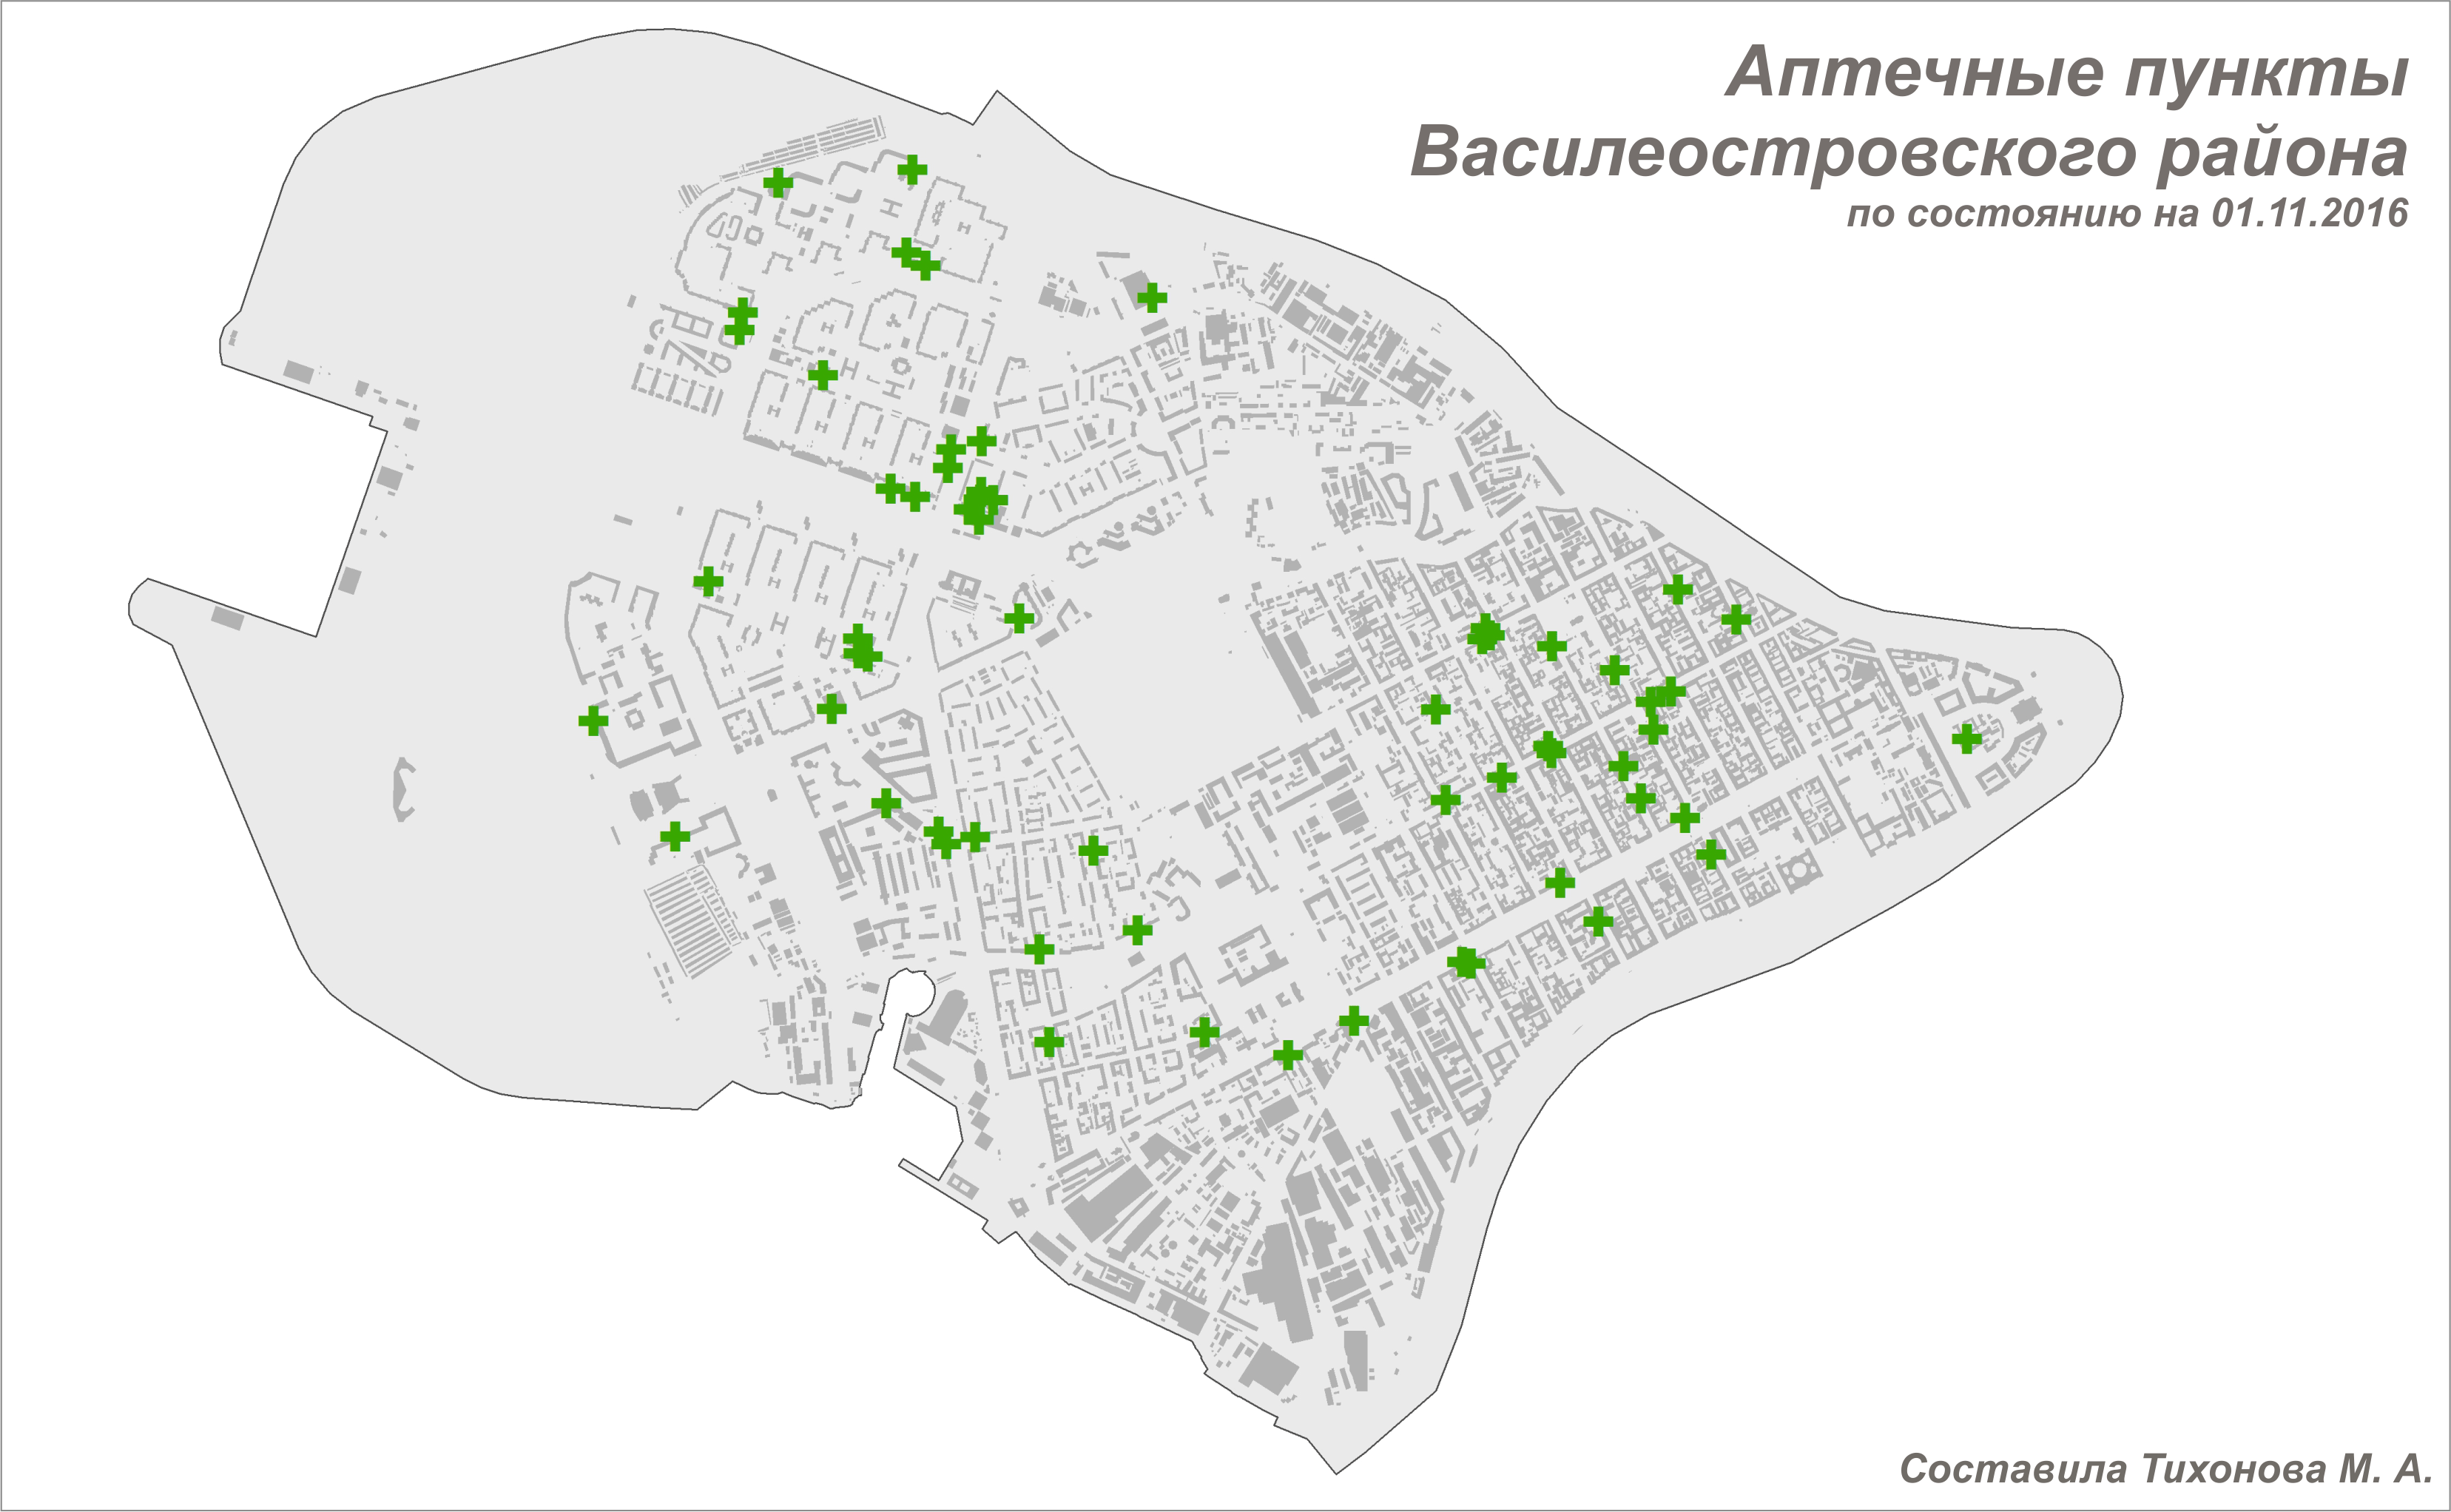 Аптечные пункты
Василеостровского района
по состоянию на 01.11.2016
Составила Тихонова М. А.